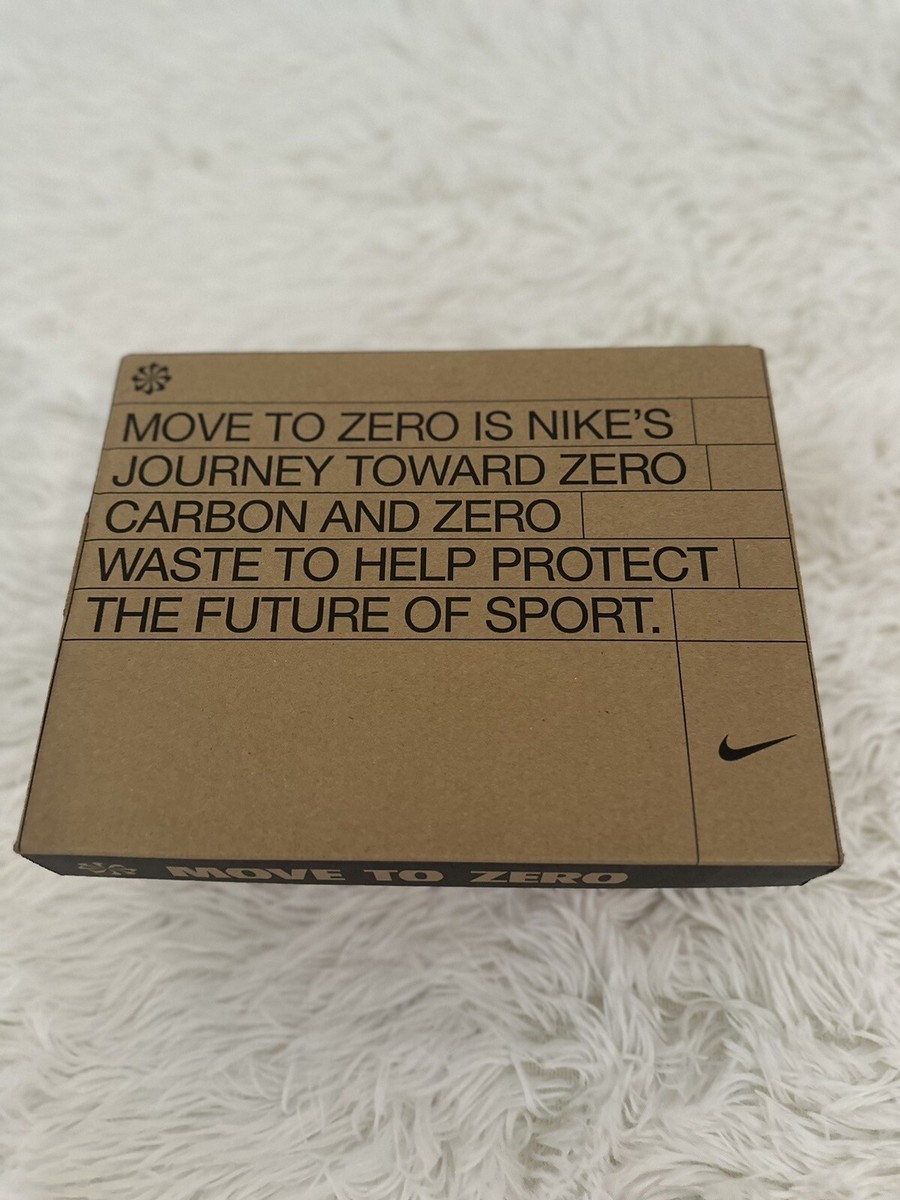 MOVE TO ZERO IS NIKE’S
JOURNEY TOWARD ZERO
CARBON AND ZERO
WASTE TO HELP PROTECT
THE FUTURE OF SPORT.
MOVE TO ZERO